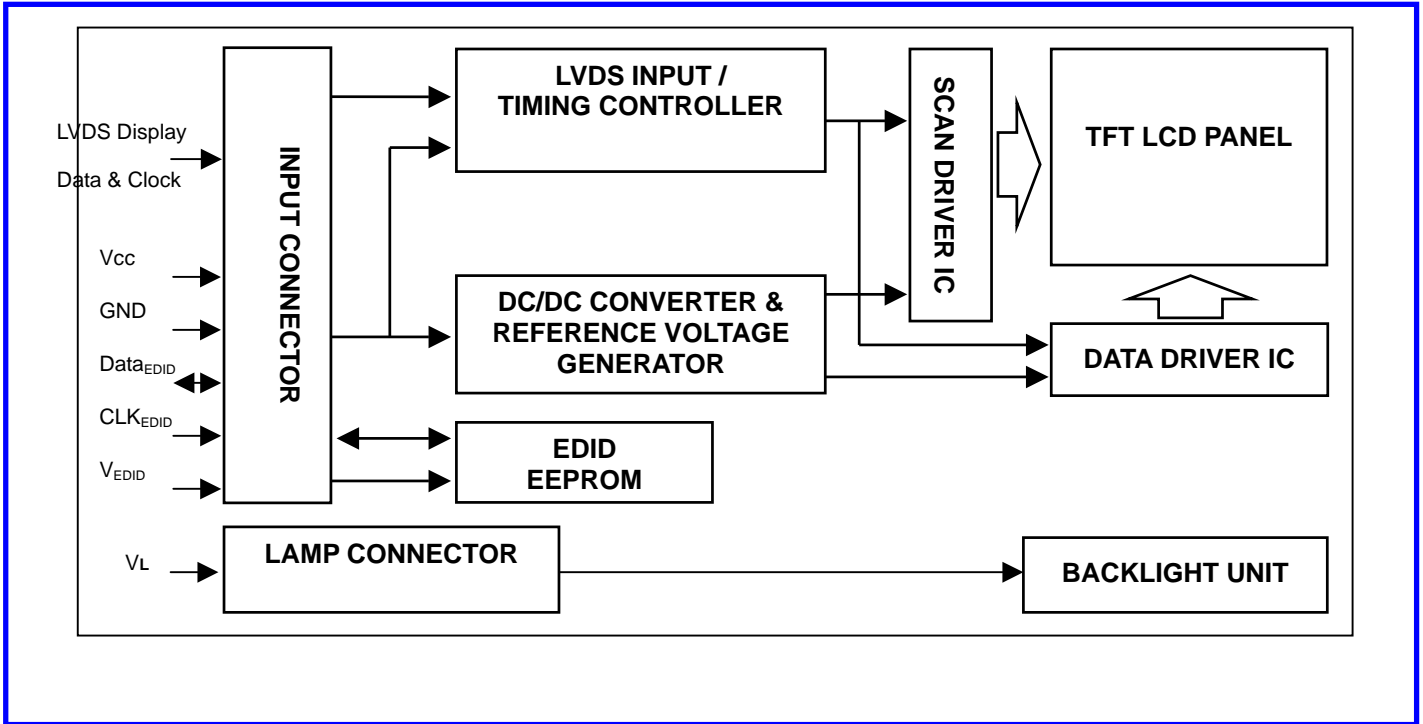 LVDS Display
Data & Clock
Vcc
GND
DataEDID
CLKEDID
VEDID
VL
INPUT CONNECTOR
LVDS INPUT /
TIMING CONTROLLER
DC/DC CONVERTER &
REFERENCE VOLTAGE
GENERATOR
EDID
EEPROM
SCAN DRIVER IC
TFT LCD PANEL
DATA DRIVER IC
LAMP CONNECTOR
BACKLIGHT UNIT